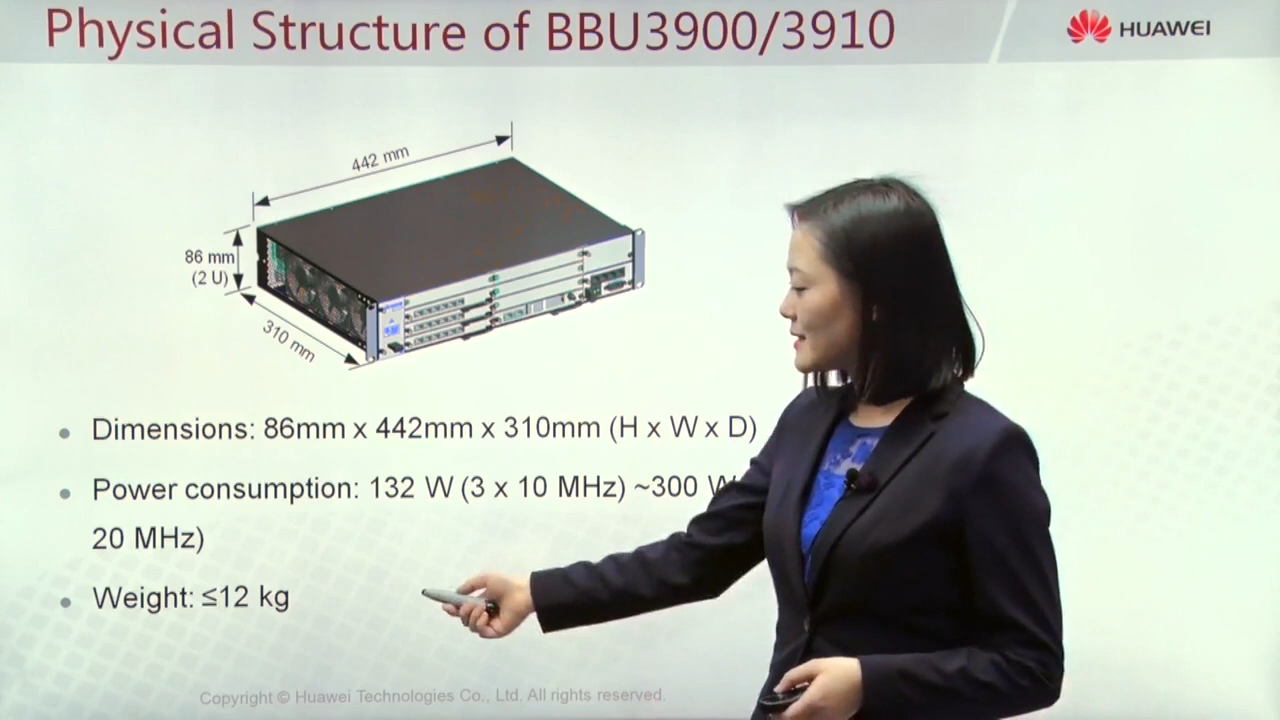 Physical Structure of BBU3900/3910
HUAWEI
442 mm
86 mm
(2 U)
310 mm
Dimensions: 86mm x 442mm x 310mm (H x W x D)
Power consumption: 132 W (3 x 10 MHz) ~300
20 MHz)
Weight: ≤12 kg
Copyright © Huawei Technologies Co., Ltd. All rights reserved.